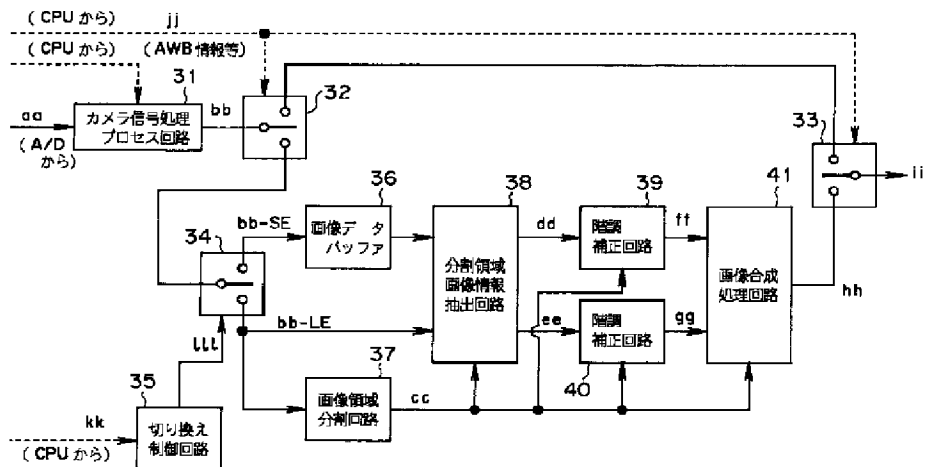 (CPUから)
jj
(CPUから)
(AWB情報等)
31
カメラ信号処理
プロセス回路
aa
(A/D
から)
bb
32
33
ii
34
bb-SE
36
画像データ
バッファ
38
分割領域
画像情報
抽出回路
dd
39
階調
補正回路
ff
41
画像合成
処理回路
hh
bb-LE
ee
階調
補正回路
40
gg
lll
37
画像領域
分割回路
cc
35
切り換え
制御回路
kk
(CPUから)